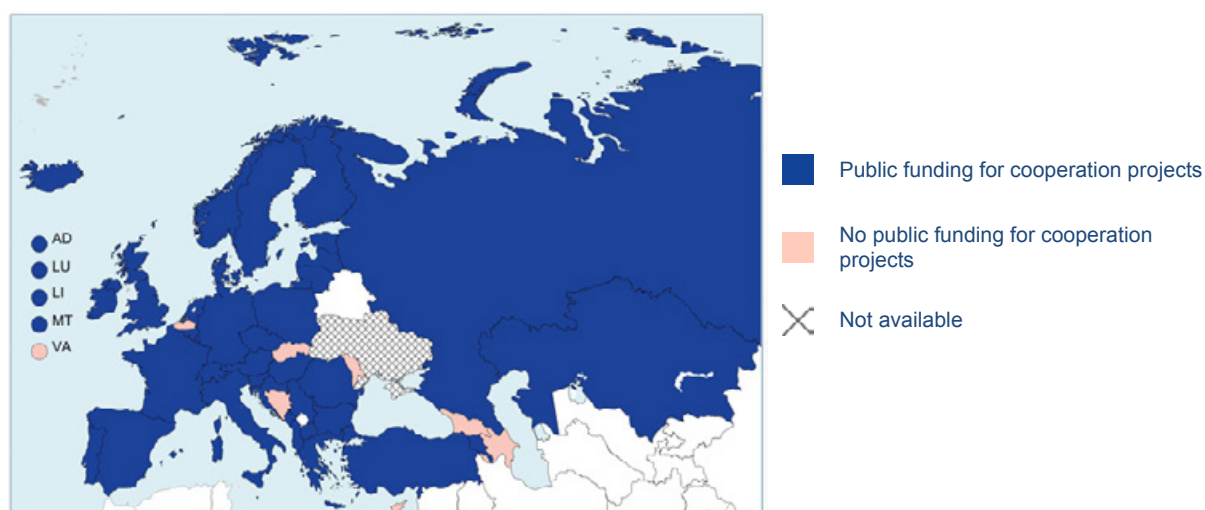 AD
LU
LI
MT
VA
Public funding for cooperation projects
No public funding for cooperation
projects
Not available